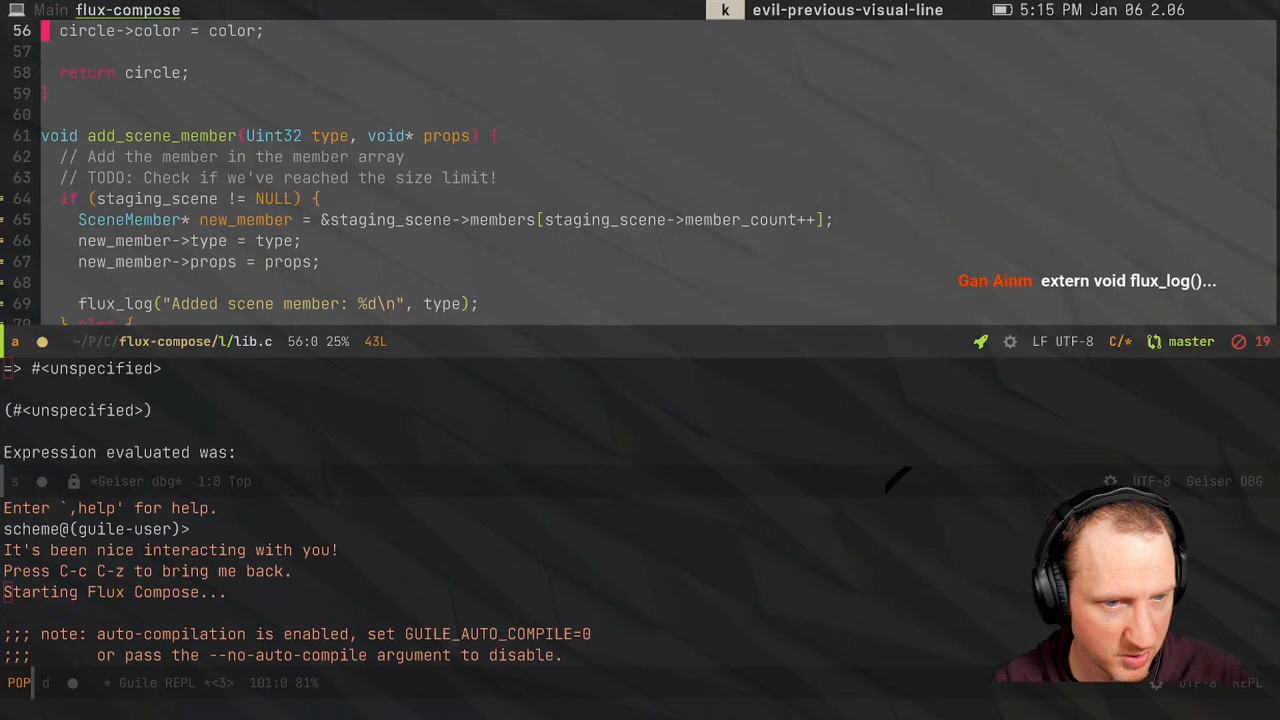 Main flux-compose k evil-previous-visual-line 5:15 PM Jan 06 2.06
56 circle->color = color;
57
58 return circle;
59 }
60
61 void add_scene_member(Uint32 type, void* props) {
62 // Add the member in the member array
63 // TODO: Check if we've reached the size limit!
64 if (staging_scene != NULL) {
65 SceneMember* new_member = &staging_scene->members[staging_scene->member_count++];
66 new_member->type = type;
67 new_member->props = props;
68
Gan Ainm extern void flux_log()...
69 flux_log("Added scene member: %d\n", type);
70 } else {
a ~/P/C/flux-compose/l/lib.c 56:0 25% 43L LF UTF-8 C/* master 19
=> #<unspecified>
(#<unspecified>)
Expression evaluated was:
s *Geiser dbg* 1:0 Top UTF-8 Geiser DBG
Enter `,help' for help.
scheme@(guile-user)>
It's been nice interacting with you!
Press C-c C-z to bring me back.
Starting Flux Compose...
;;; note: auto-compilation is enabled, set GUILE_AUTO_COMPILE=0
;;; or pass the --no-auto-compile argument to disable.
POP d * Guile REPL *<3> 101:0 81% UTF-8 REPL